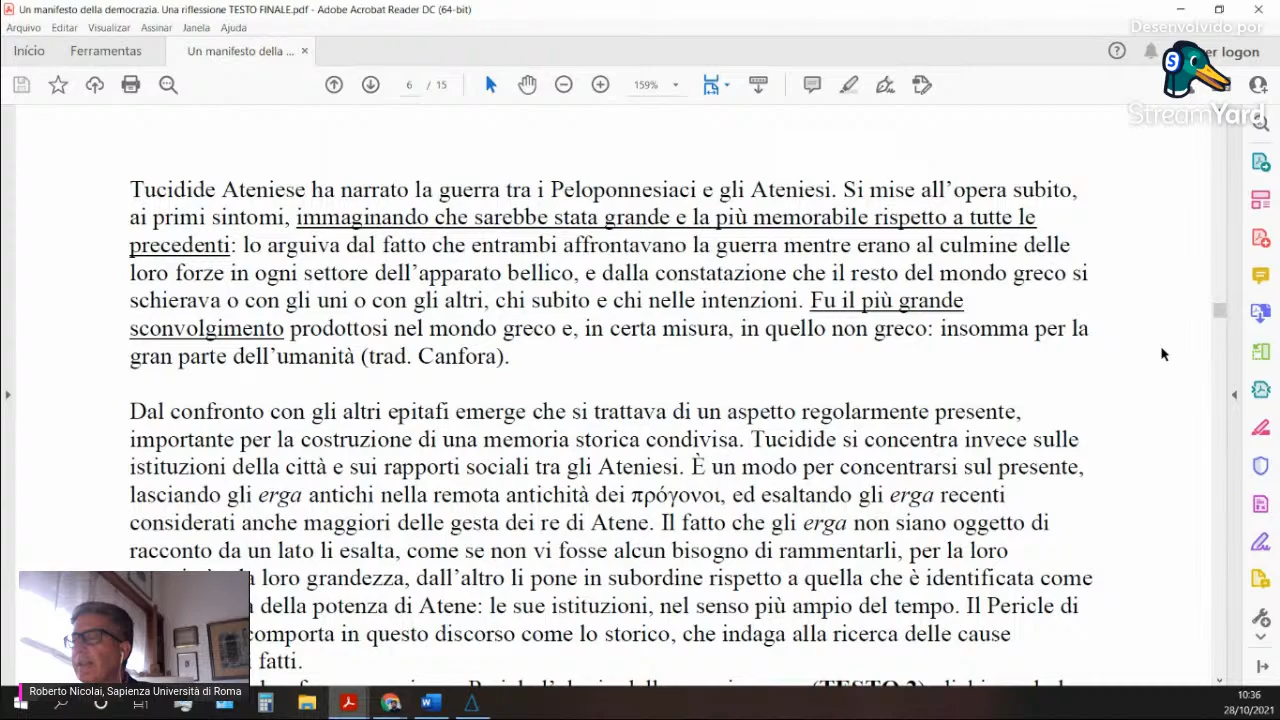 Un manifesto della democrazia. Una riflessione TESTO FINALE.pdf - Adobe Acrobat Reader DC (64-bit)
Arquivo Editar Visualizar Assinar Janela Ajuda
Início Ferramentas Un manifesto della ... ×
Desenvolvido por
logon
StreamYard
6 / 15 159%
Tucidide Ateniese ha narrato la guerra tra i Peloponnesiaci e gli Ateniesi. Si mise all'opera subito,
ai primi sintomi, immaginando che sarebbe stata grande e la più memorabile rispetto a tutte le
precedenti: lo arguiva dal fatto che entrambi affrontavano la guerra mentre erano al culmine delle
loro forze in ogni settore dell'apparato bellico, e dalla constatazione che il resto del mondo greco si
schierava o con gli uni o con gli altri, chi subito e chi nelle intenzioni. Fu il più grande
sconvolgimento prodottosi nel mondo greco e, in certa misura, in quello non greco: insomma per la
gran parte dell'umanità (trad. Canfora).
Dal confronto con gli altri epitafi emerge che si trattava di un aspetto regolarmente presente,
importante per la costruzione di una memoria storica condivisa. Tucidide si concentra invece sulle
istituzioni della città e sui rapporti sociali tra gli Ateniesi. È un modo per concentrarsi sul presente,
lasciando gli erga antichi nella remota antichità dei πρόγονοι, ed esaltando gli erga recenti
considerati anche maggiori delle gesta dei re di Atene. Il fatto che gli erga non siano oggetto di
racconto da un lato li esalta, come se non vi fosse alcun bisogno di rammentarli, per la loro
loro grandezza, dall'altro li pone in subordine rispetto a quella che è identificata come
della potenza di Atene: le sue istituzioni, nel senso più ampio del tempo. Il Pericle di
comporta in questo discorso come lo storico, che indaga alla ricerca delle cause
fatti.
Roberto Nicolai, Sapienza Università di Roma
10:36
28/10/2021